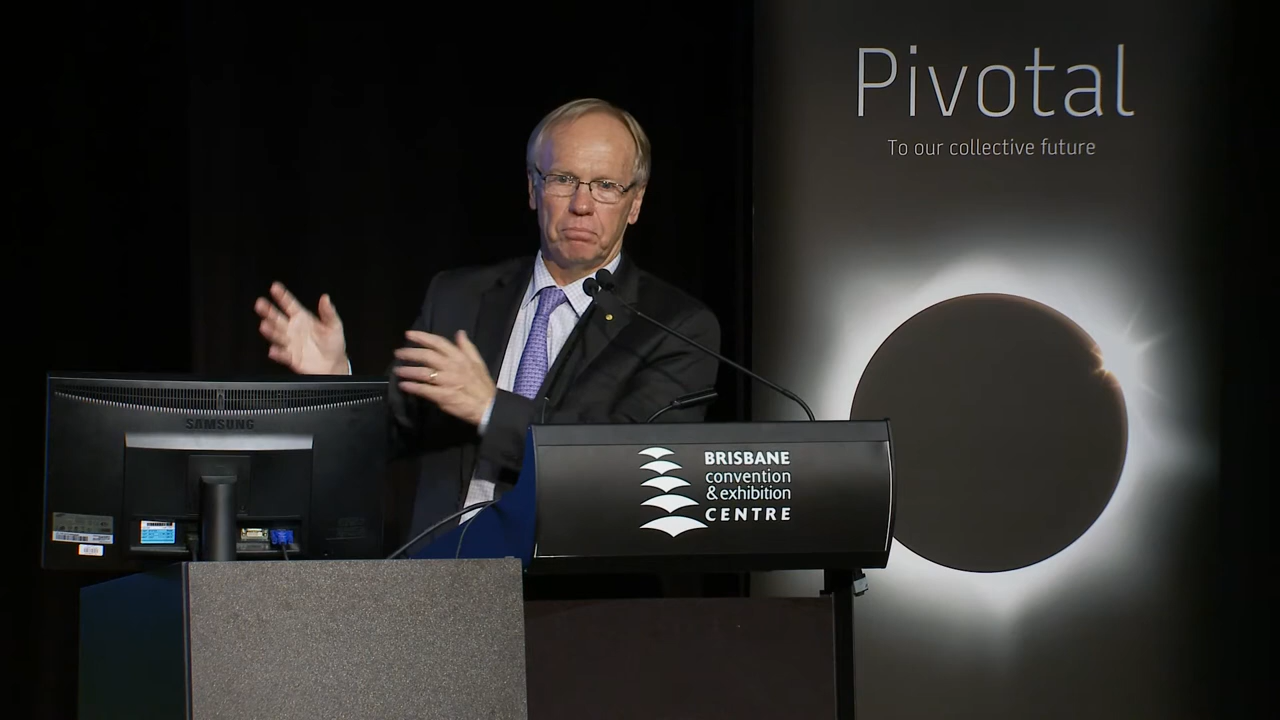 Pivotal
To our collective future
SAMSUNG
BRISBANE
convention
& exhibition
CENTRE